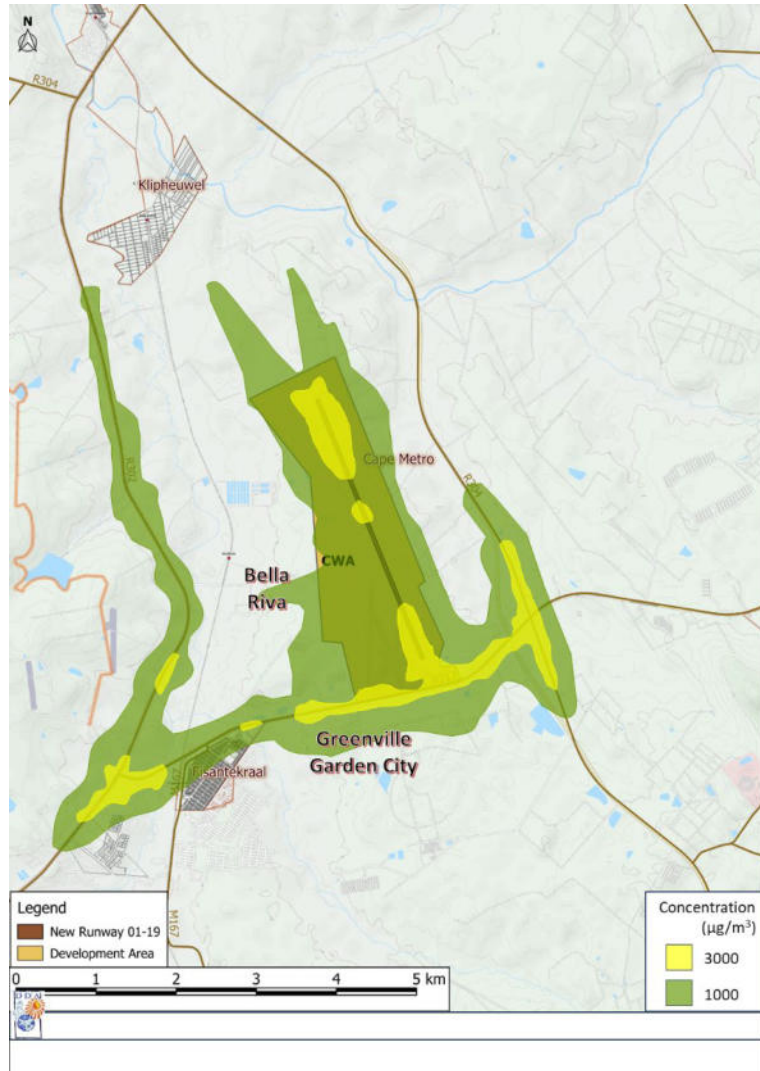 N
R304
Klipheuwel
R302
Cape Metro
R304
CWA
Bella
Riva
Greenville
Garden City
Fisantekraal
M167
Legend
New Runway 01-19
Development Area
0 1 2 3 4 5 km
Concentration
(µg/m³)
3000
1000